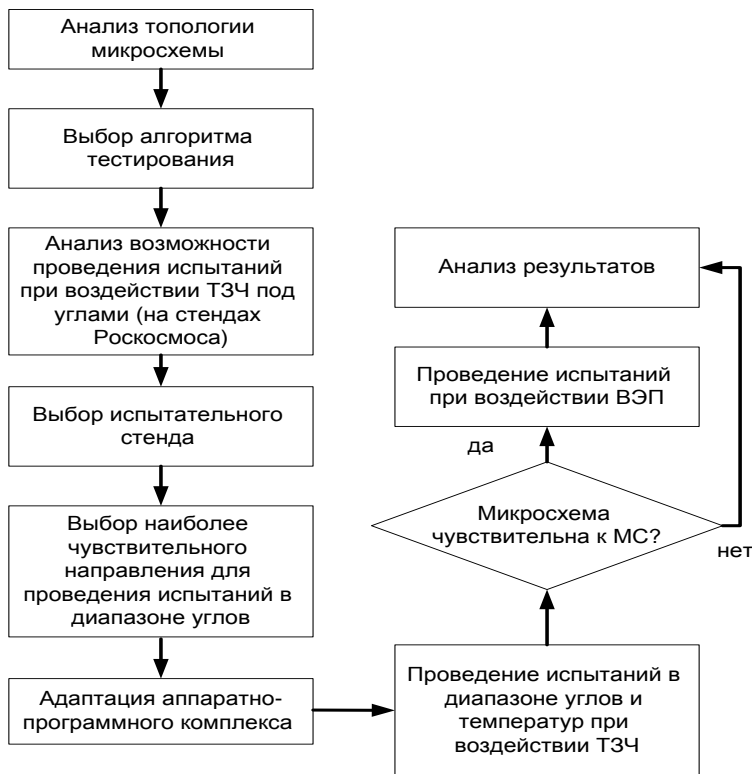 Анализ топологии
микросхемы
Выбор алгоритма
тестирования
Анализ возможности
проведения испытаний
при воздействии ТЗЧ под
углами (на стендах
Роскосмоса)
Выбор испытательного
стенда
Выбор наиболее
чувствительного
направления для
проведения испытаний в
диапазоне углов
Адаптация аппаратно-
программного комплекса
Проведение испытаний в
диапазоне углов и
температур при
воздействии ТЗЧ
Микросхема
чувствительна к МС?
да
нет
Проведение испытаний
при воздействии ВЭП
Анализ результатов